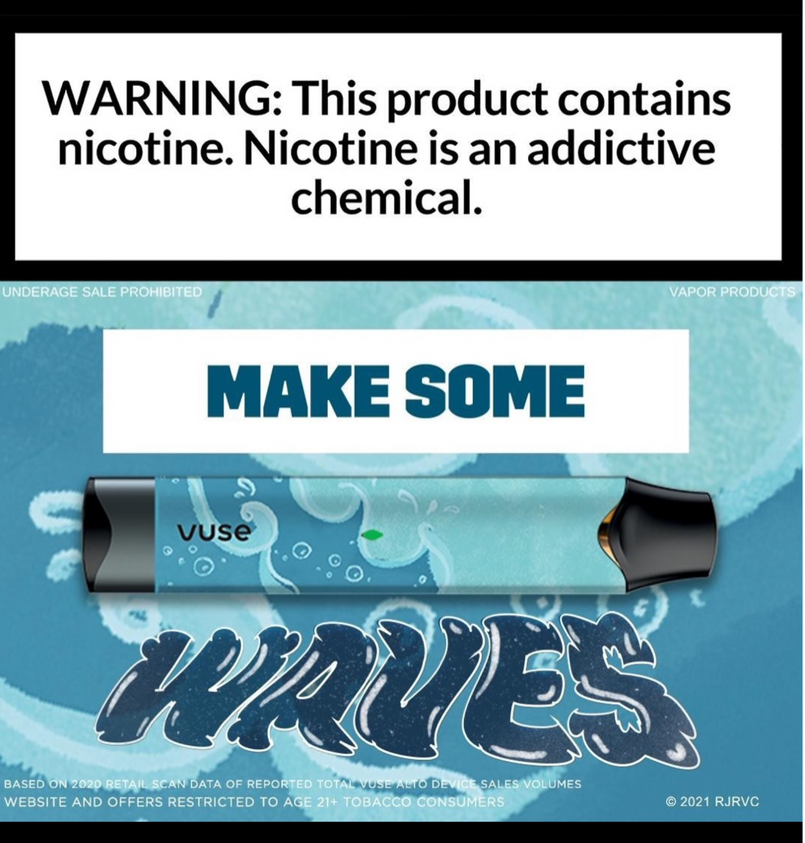 WARNING: This product contains
nicotine. Nicotine is an addictive
chemical.
UNDERAGE SALE PROHIBITED
VAPOR PRODUCTS
MAKE SOME
vuse
WAVES
BASED ON 2020 RETAIL SCAN DATA OF REPORTED TOTAL VUSE ALTO DEVICE SALES VOLUMES
WEBSITE AND OFFERS RESTRICTED TO AGE 21+ TOBACCO CONSUMERS
© 2021 RJRVC